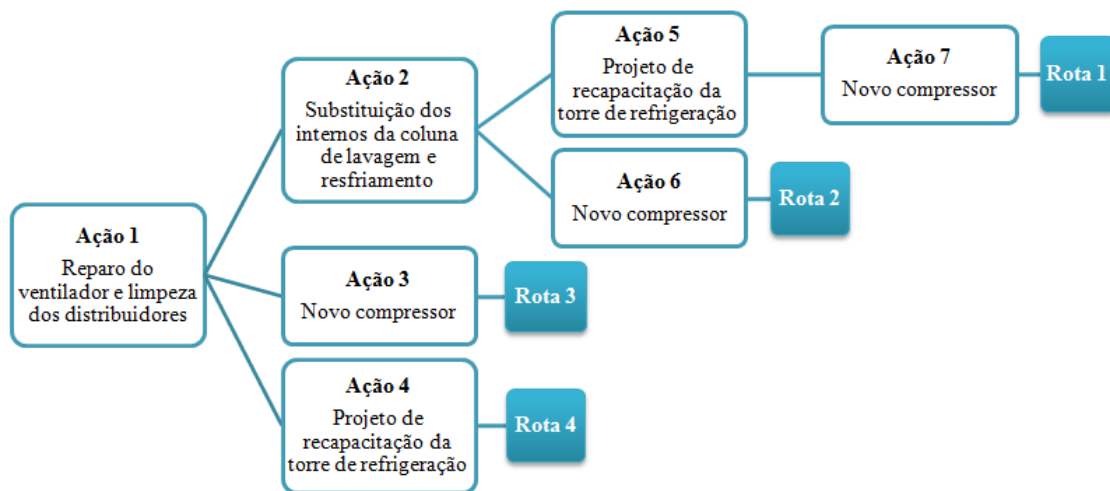 Ação 1
Reparo do
ventilador e limpeza
dos distribuidores
Ação 2
Substituição dos
internos da coluna
de lavagem e
resfriamento
Ação 3
Novo compressor
Rota 3
Ação 4
Projeto de
recapacitação da
torre de refrigeração
Rota 4
Ação 5
Projeto de
recapacitação da
torre de refrigeração
Ação 6
Novo compressor
Rota 2
Ação 7
Novo compressor
Rota 1